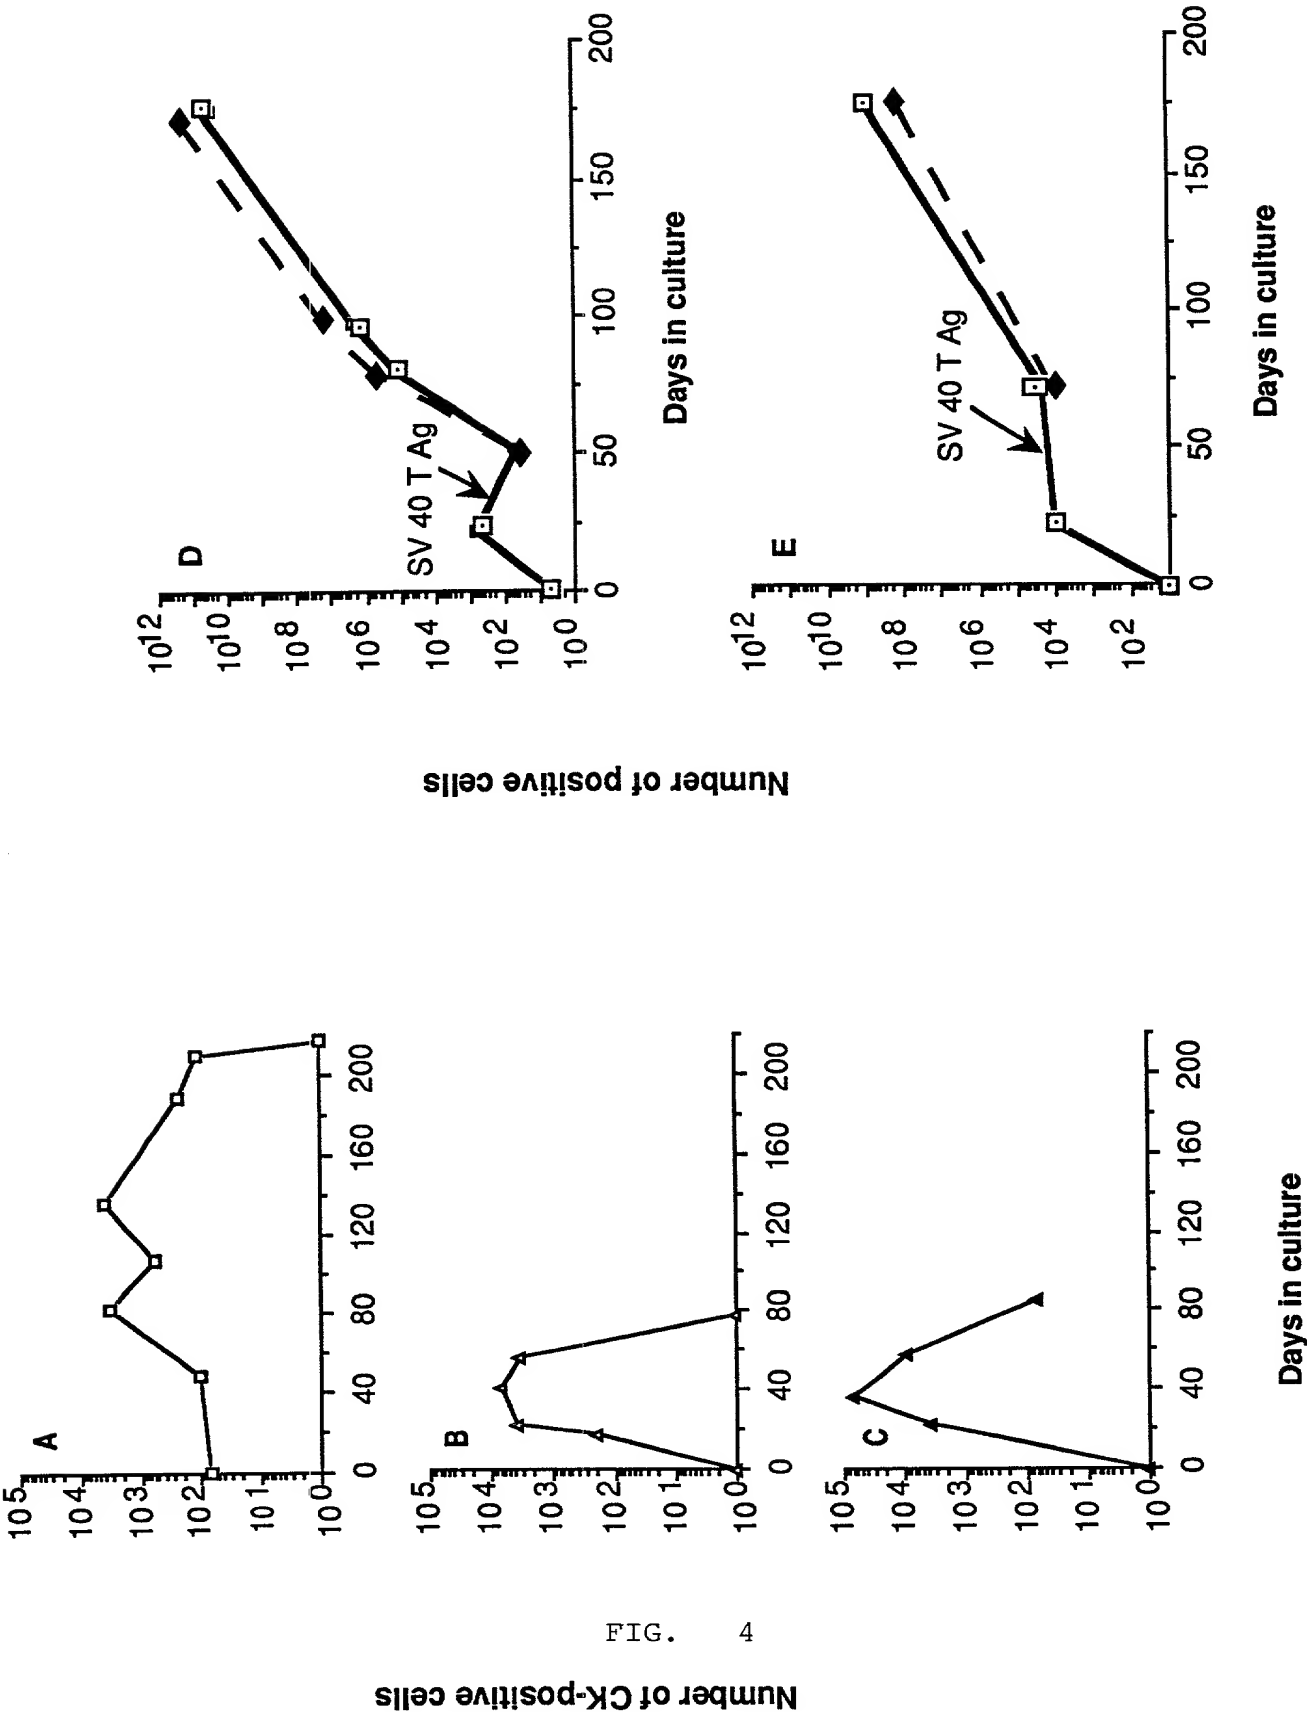 Number of CK-positive cells
A
10^5
10^4
10^3
10^2
10^1
10^0
0 40 80 120 160 200
B
10^5
10^4
10^3
10^2
10^1
10^0
0 40 80 120 160 200
C
10^5
10^4
10^3
10^2
10^1
10^0
0 40 80 120 160 200
Days in culture
Number of positive cells
D
10^12
10^10
10^8
10^6
10^4
10^2
10^0
SV 40 T Ag
0 50 100 150 200
Days in culture
E
10^12
10^10
10^8
10^6
10^4
10^2
SV 40 T Ag
0 50 100 150 200
Days in culture
FIG. 4